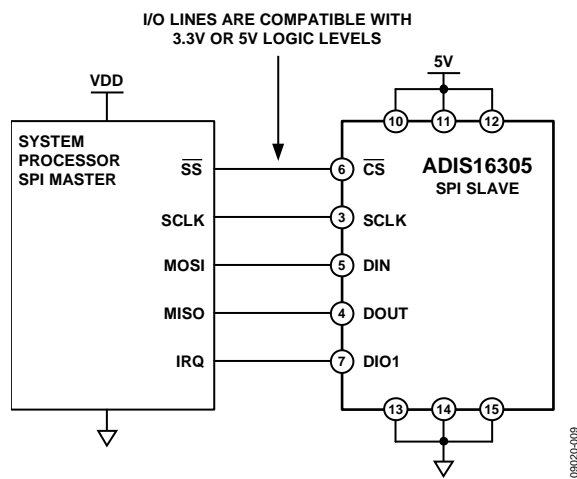 I/O LINES ARE COMPATIBLE WITH
3.3V OR 5V LOGIC LEVELS
VDD
5V
SYSTEM
PROCESSOR
SPI MASTER
10
11
12
ADIS16305
SPI SLAVE
SS
6
CS
SCLK
3
SCLK
MOSI
5
DIN
MISO
4
DOUT
IRQ
7
DIO1
13
14
15
09020-009